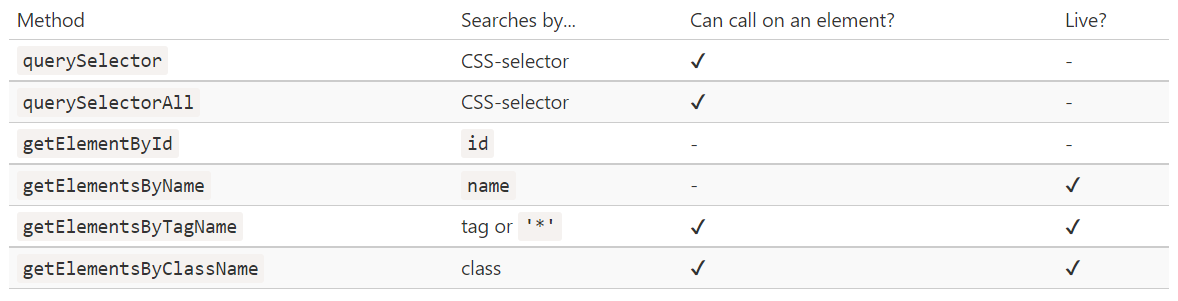 Method Searches by... Can call on an element? Live?
querySelector CSS-selector ✓ -
querySelectorAll CSS-selector ✓ -
getElementById id - -
getElementsByName name - ✓
getElementsByTagName tag or '*' ✓ ✓
getElementsByClassName class ✓ ✓